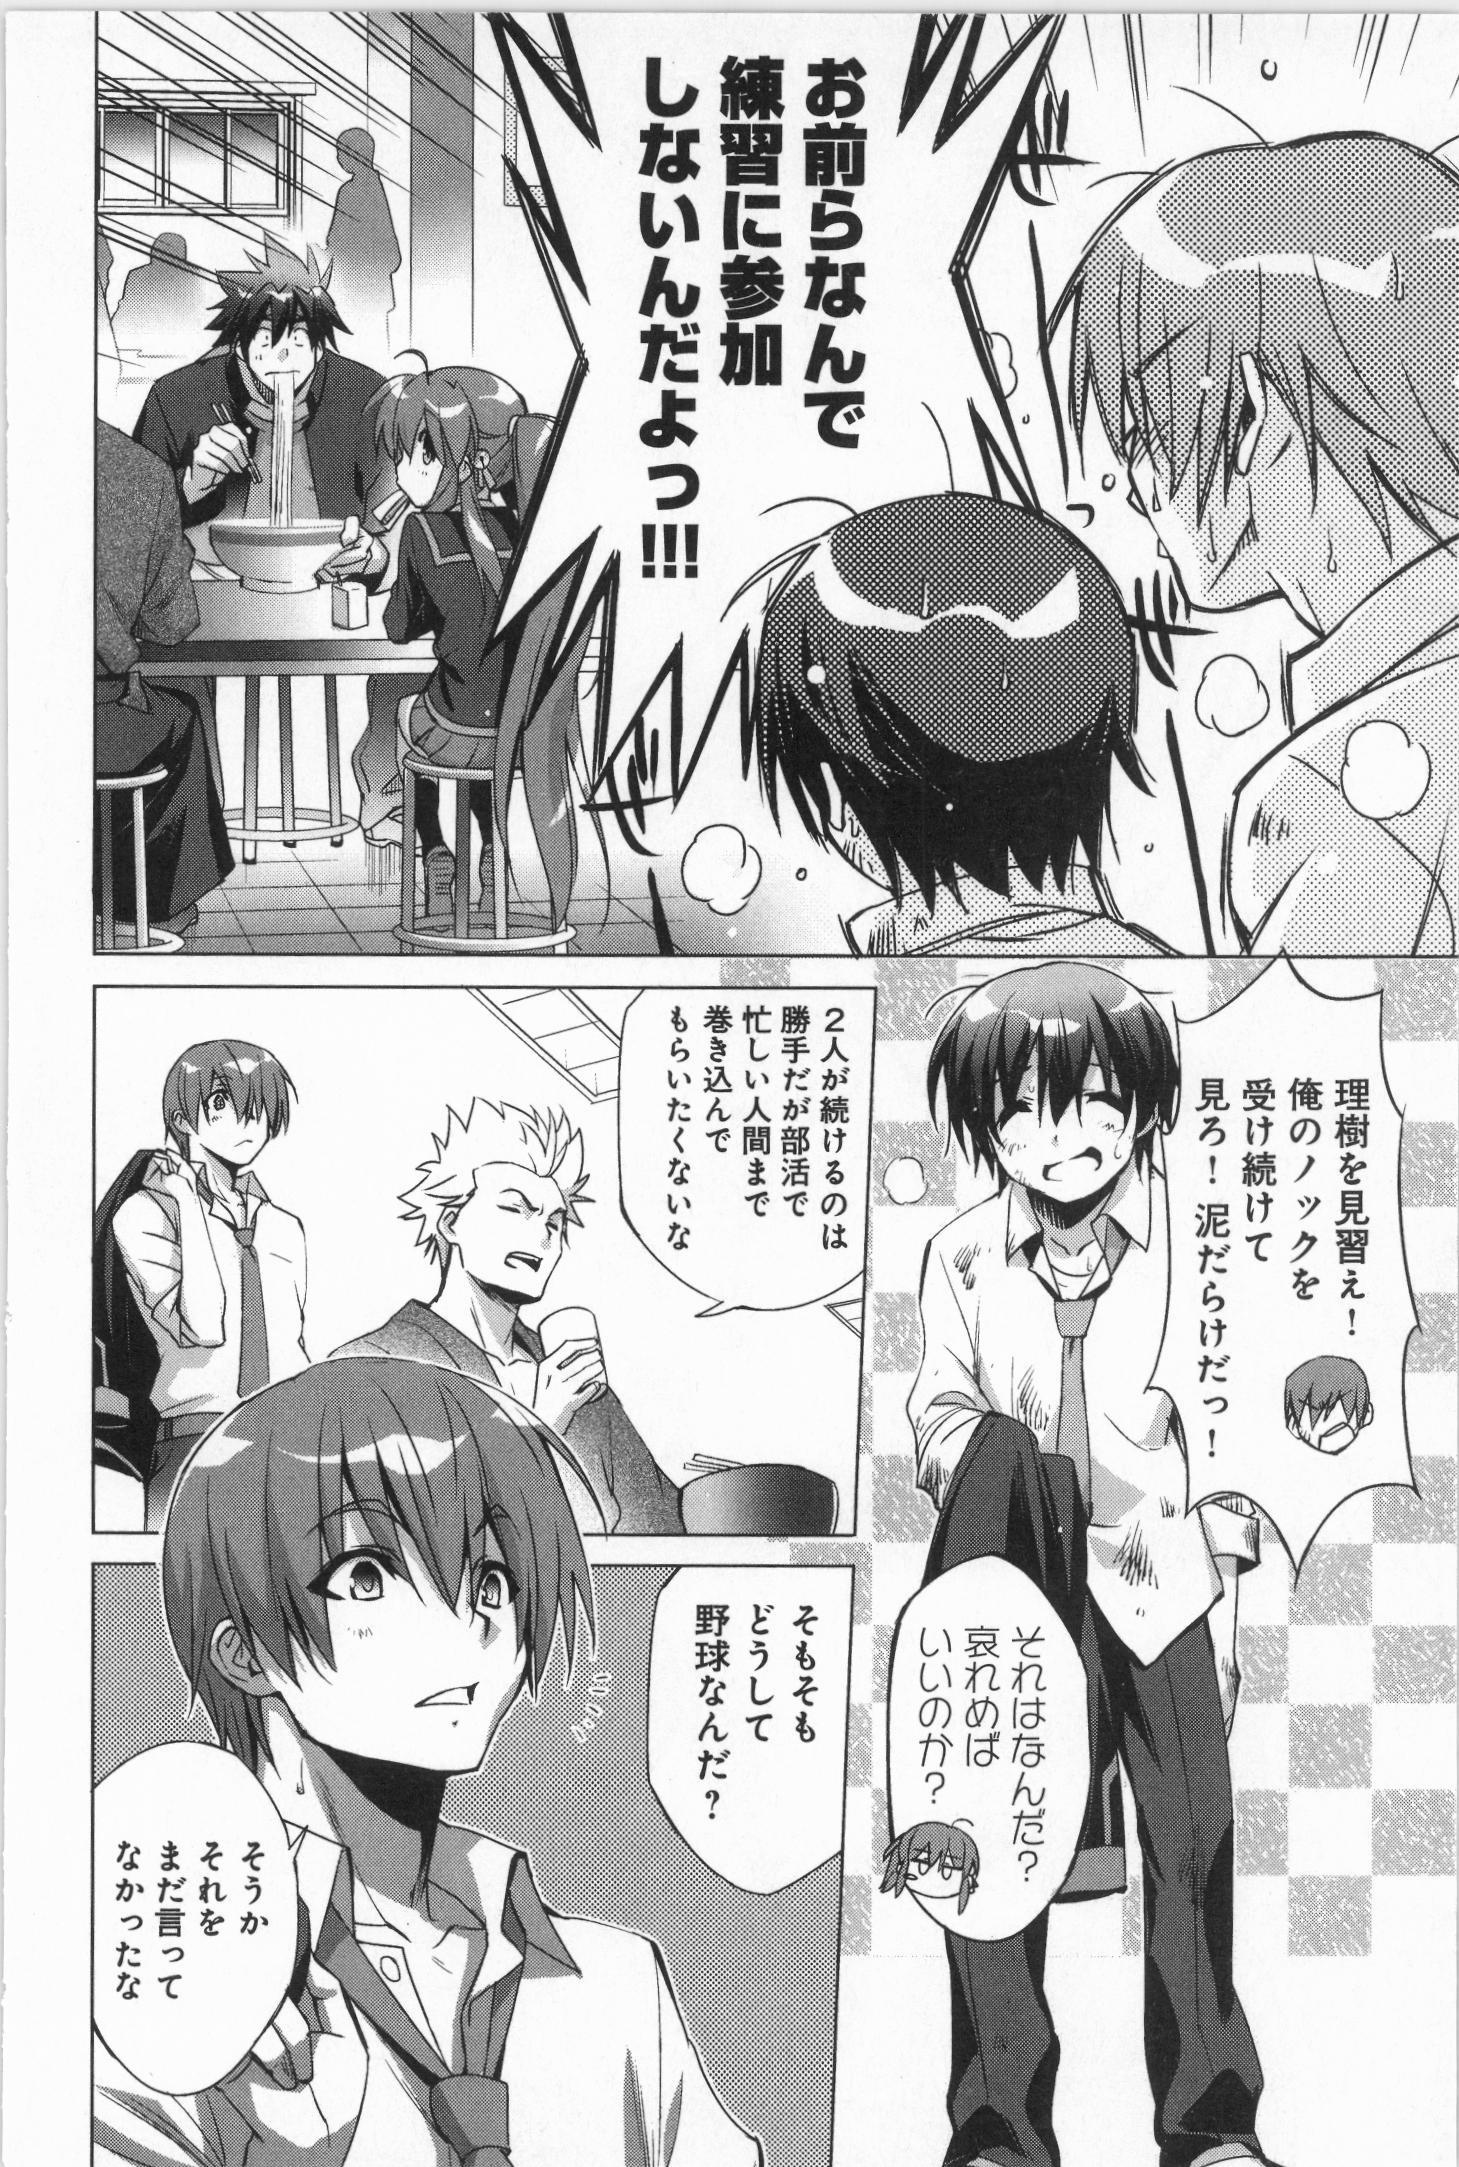 お前らなんで
練習に参加
しないんだよっ!!!
理樹を見習え!
俺のノックを
受け続けて
見ろ!泥だらけだっ!
それはなんだ?
哀れめば
いいのか?
2人が続けるのは
勝手だが部活で
忙しい人間まで
巻き込んで
もらいたくないな
そもそも
どうして
野球なんだ?
そうか
それを
まだ言って
なかったな